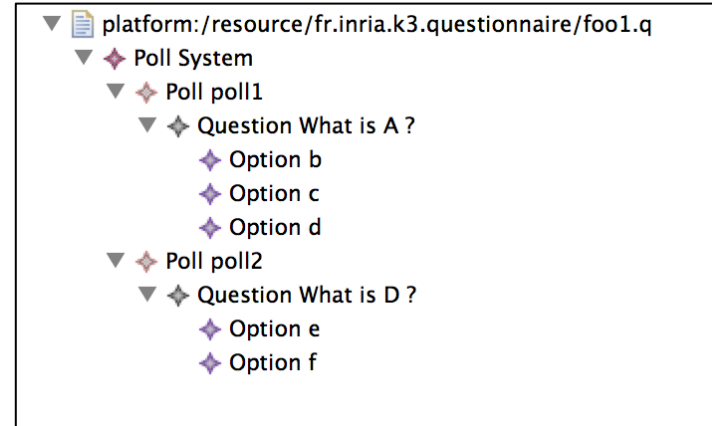 platform:/resource/fr.inria.k3.questionnaire/foo1.q
Poll System
Poll poll1
Question What is A ?
Option b
Option c
Option d
Poll poll2
Question What is D ?
Option e
Option f